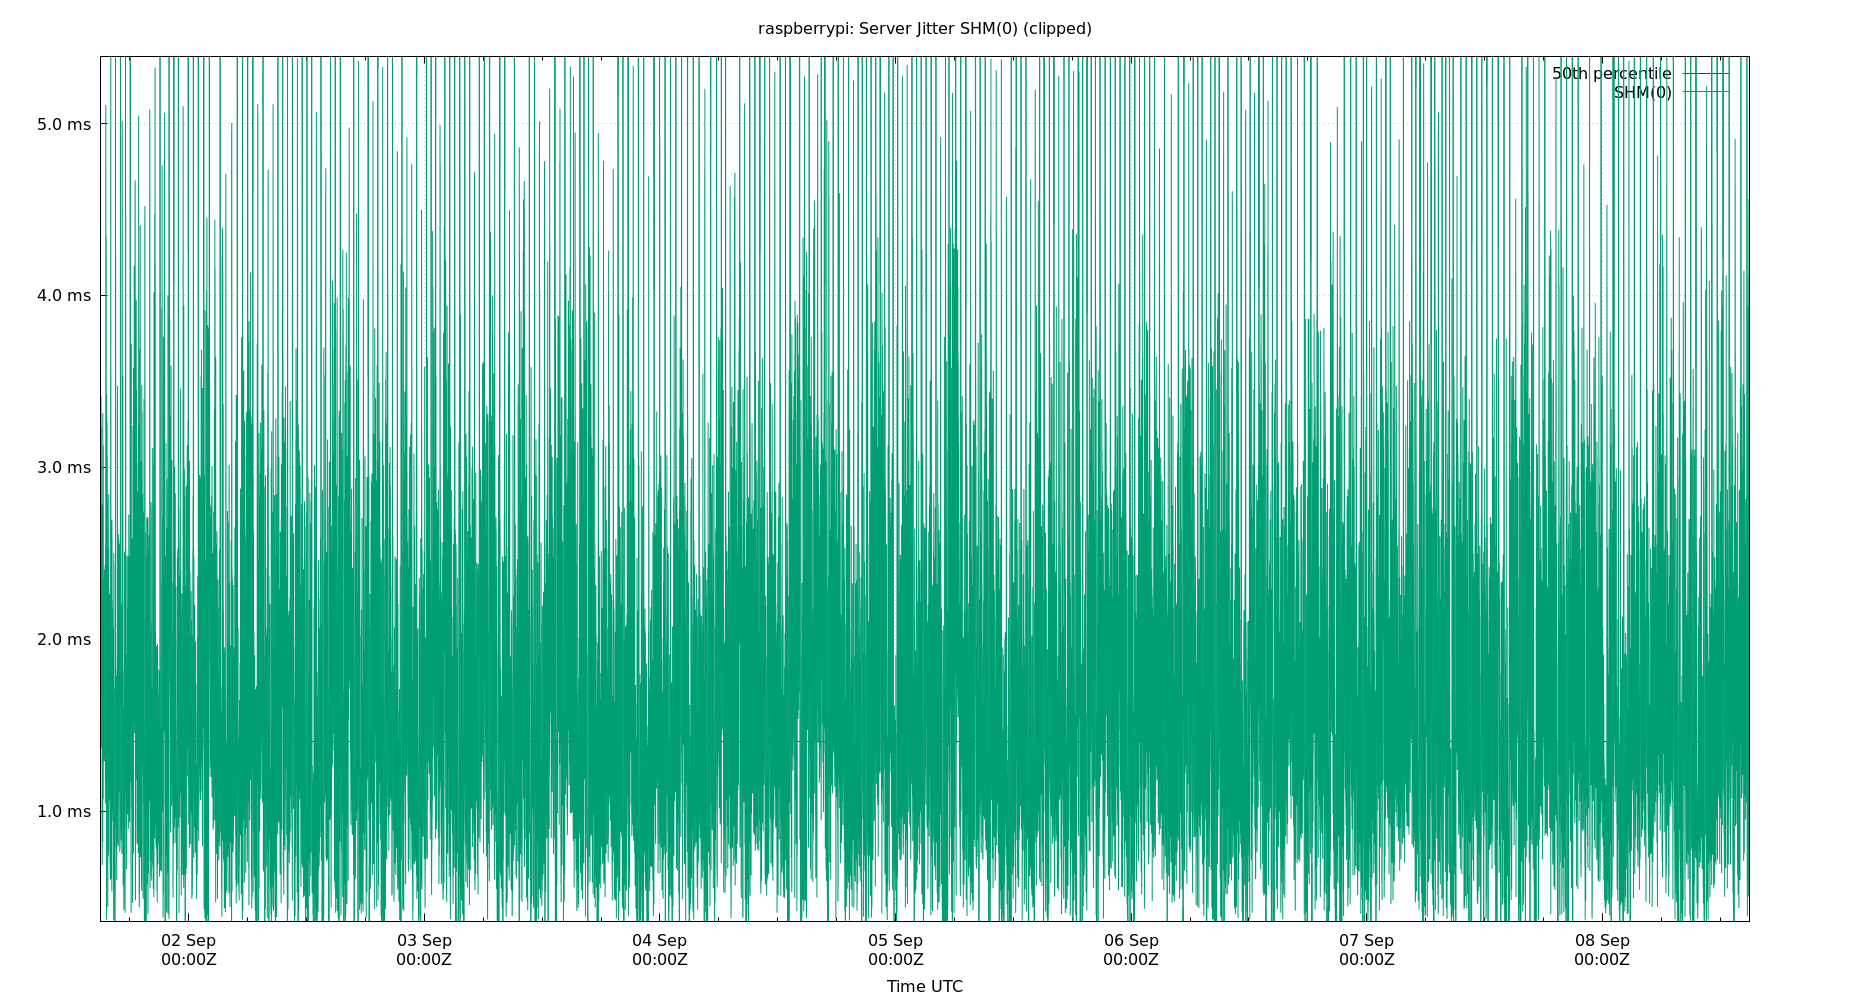 raspberrypi: Server Jitter SHM(0) (clipped)
50th percentile
SHM(0)
5.0 ms
4.0 ms
3.0 ms
2.0 ms
1.0 ms
02 Sep 03 Sep 04 Sep 05 Sep 06 Sep 07 Sep 08 Sep
00:00Z 00:00Z 00:00Z 00:00Z 00:00Z 00:00Z 00:00Z
Time UTC